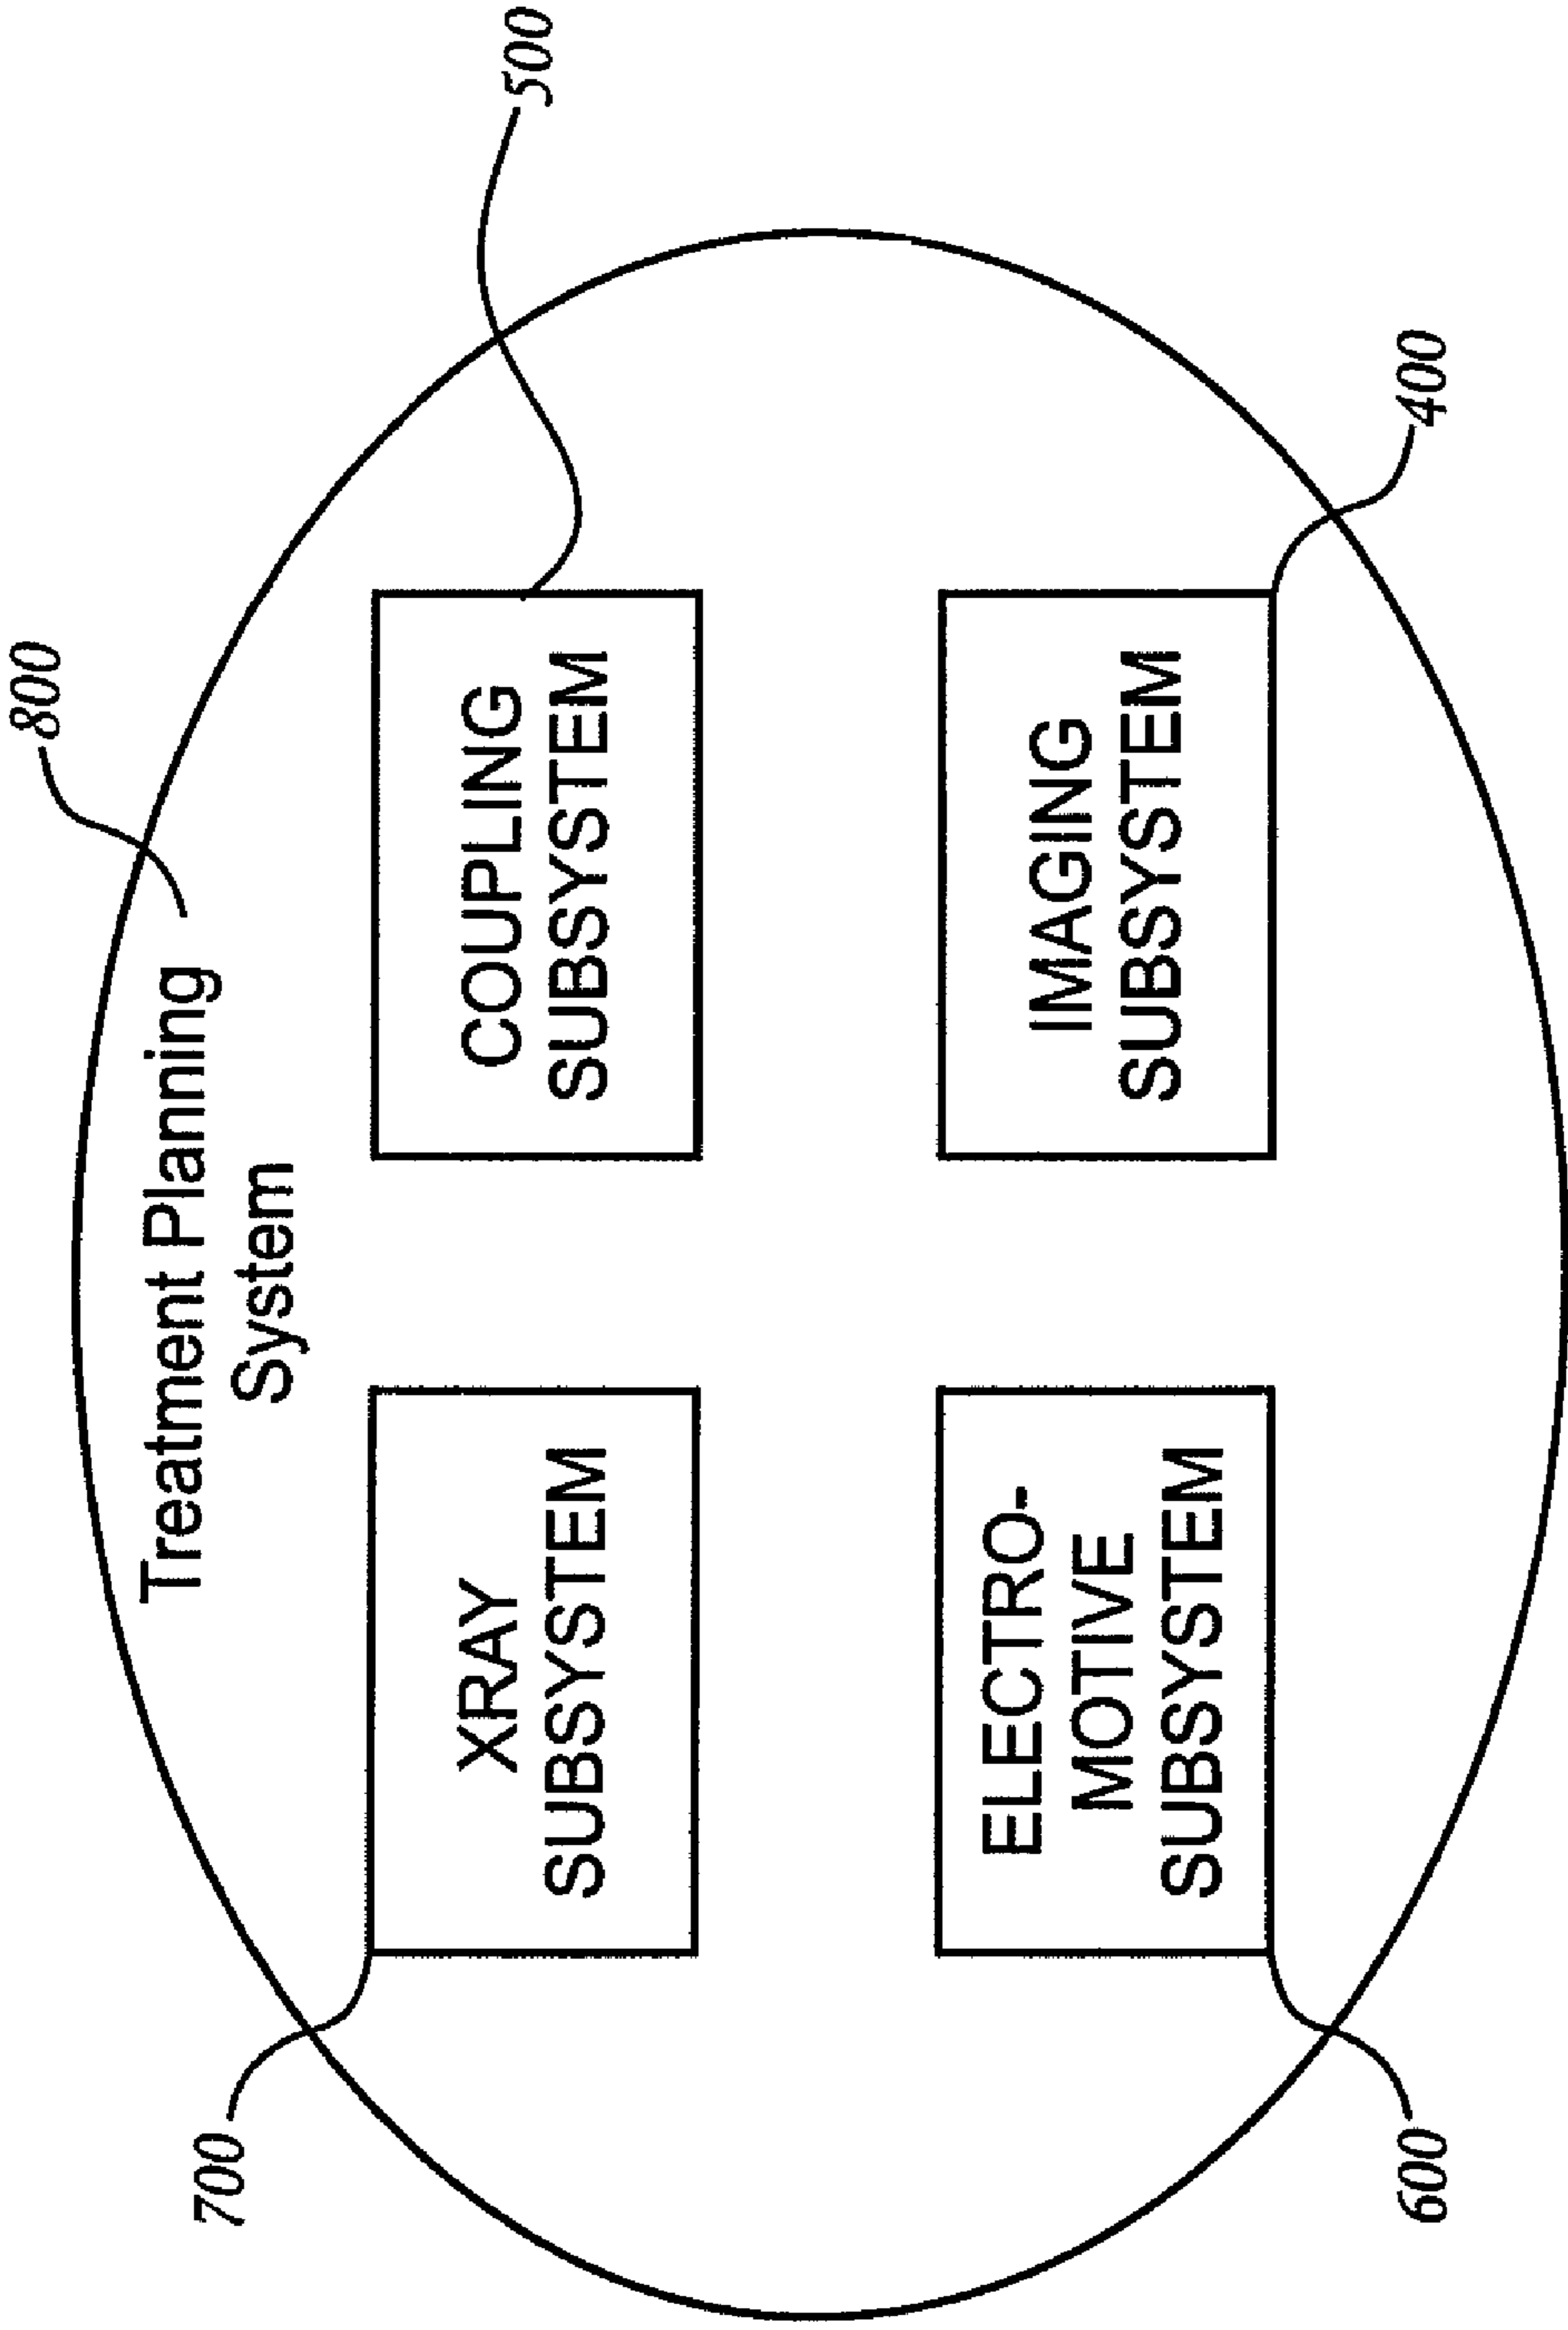 800
Treatment Planning
System
700
XRAY
SUBSYSTEM
COUPLING
SUBSYSTEM
500
ELECTRO-
MOTIVE
SUBSYSTEM
IMAGING
SUBSYSTEM
600
400